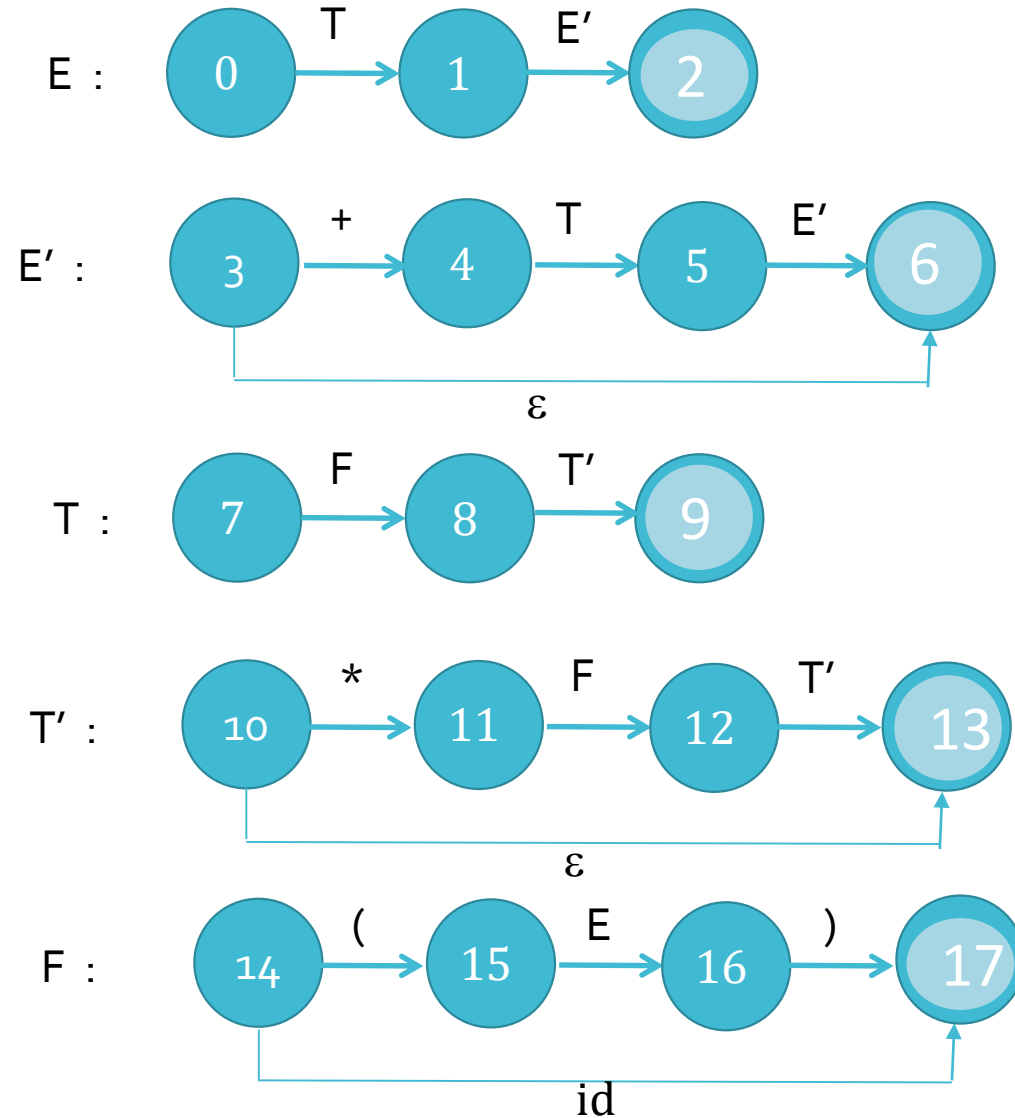 T E′
E : 0 1 2
+ T E′
E′ : 3 4 5 6
ε
F T′
T : 7 8 9
* F T′
T′ : 10 11 12 13
ε
( E )
F : 14 15 16 17
id